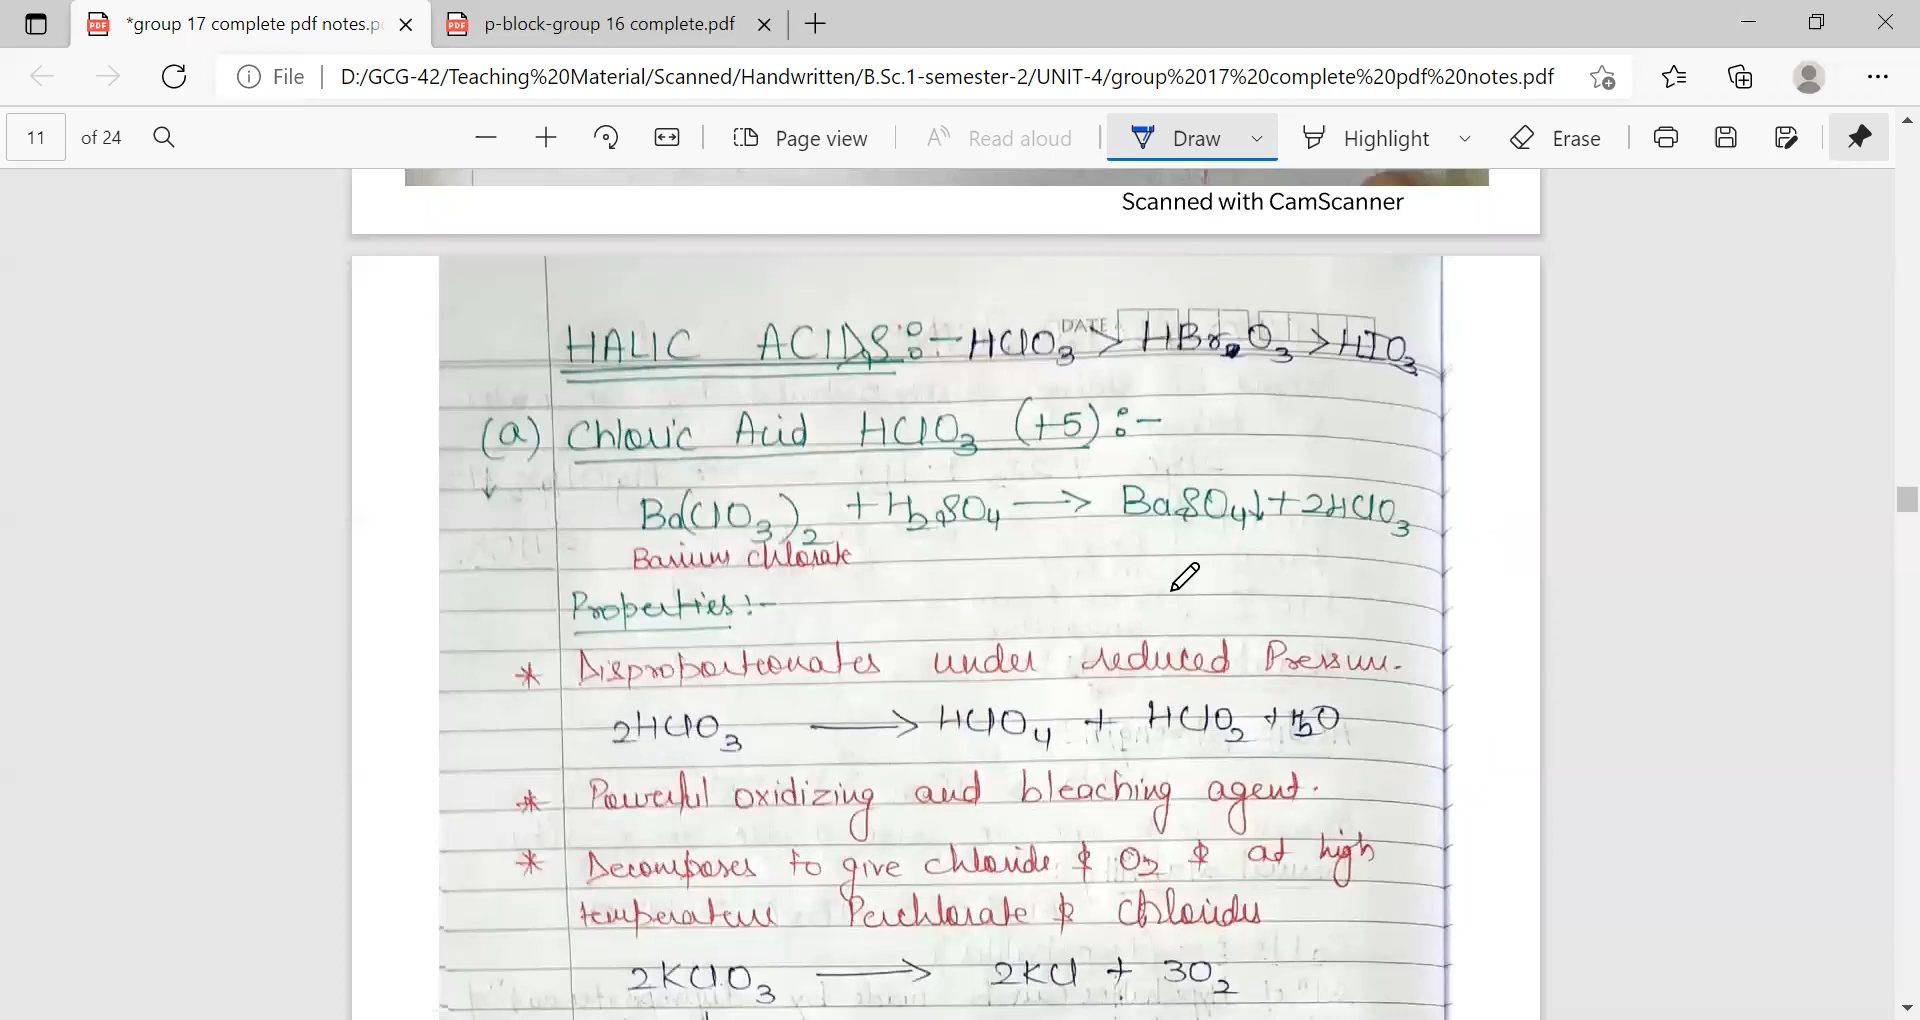 *group 17 complete pdf notes.p
p-block-group 16 complete.pdf
File
D:/GCG-42/Teaching%20Material/Scanned/Handwritten/B.Sc.1-semester-2/UNIT-4/group%2017%20complete%20pdf%20notes.pdf
11 of 24
Page view
Read aloud
Draw
Highlight
Erase
Scanned with CamScanner
DATE
HALIC ACIDS:- HClO3 > HBrO3 > HIO3
(a) Chloric Acid HClO3 (+5) :-
Ba(ClO3)2 + H2SO4 → BaSO4↓ + 2HClO3
Barium chlorate
Properties :-
* Disproportionates under reduced Pressure.
2HClO3 → HClO4 + HClO2 + H2O
* Powerful oxidizing and bleaching agent.
* Decomposes to give chloride & O2 & at high
temperature Perchlorate & chlorides
2KClO3 → 2KCl + 3O2